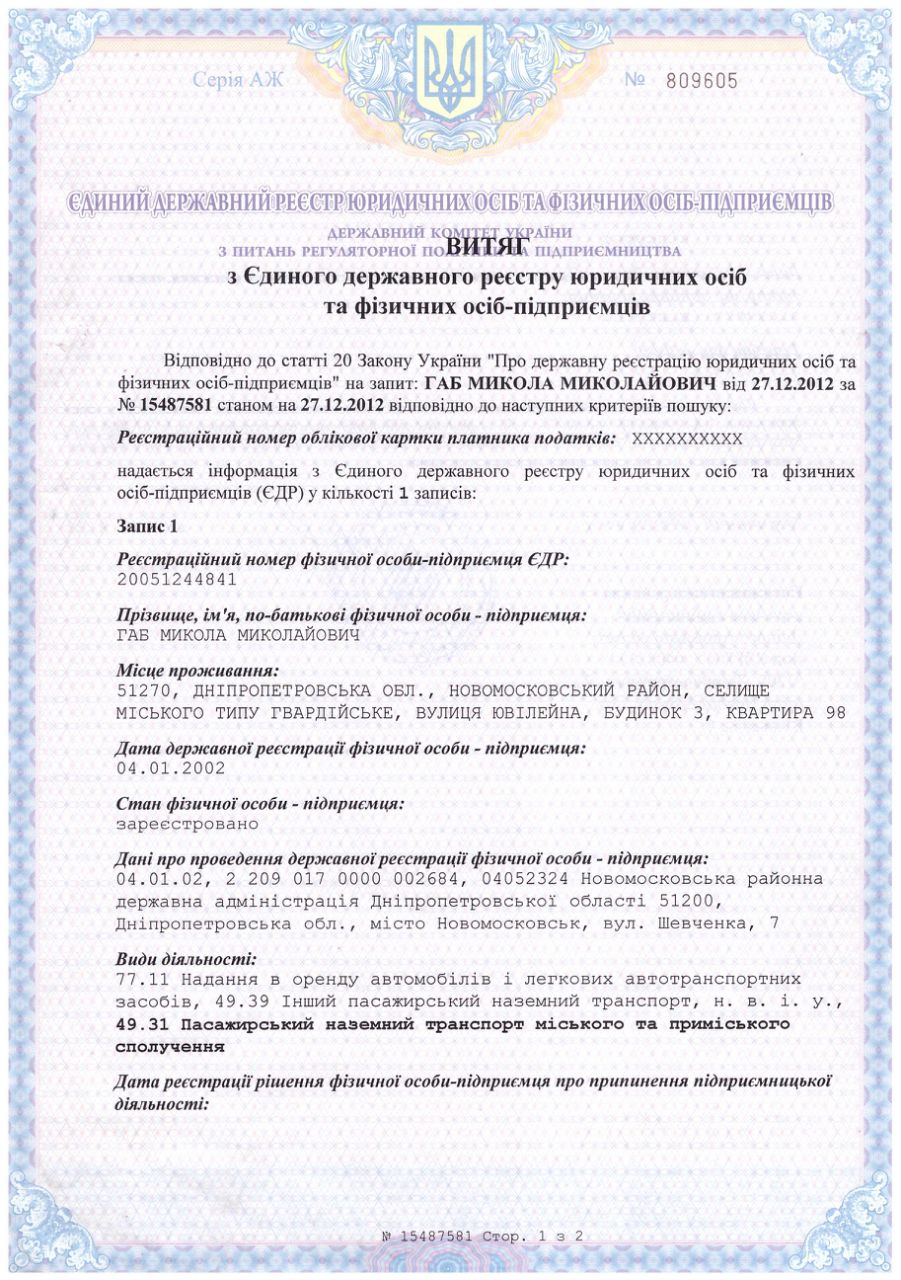 Серія АЖ
№ 809605
ЄДИНИЙ ДЕРЖАВНИЙ РЕЄСТР ЮРИДИЧНИХ ОСІБ ТА ФІЗИЧНИХ ОСІБ-ПІДПРИЄМЦІВ
ДЕРЖАВНИЙ КОМІТЕТ УКРАЇНИ
З ПИТАНЬ РЕГУЛЯТОРНОЇ ПОЛІТИКИ ТА ПІДПРИЄМНИЦТВА
ВИТЯГ
з Єдиного державного реєстру юридичних осіб
та фізичних осіб-підприємців
Відповідно до статті 20 Закону України "Про державну реєстрацію юридичних осіб та
фізичних осіб-підприємців" на запит: ГАБ МИКОЛА МИКОЛАЙОВИЧ від 27.12.2012 за
№ 15487581 станом на 27.12.2012 відповідно до наступних критеріїв пошуку:
Реєстраційний номер облікової картки платника податків: XXXXXXXXXX
надається інформація з Єдиного державного реєстру юридичних осіб та фізичних
осіб-підприємців (ЄДР) у кількості 1 записів:
Запис 1
Реєстраційний номер фізичної особи-підприємця ЄДР:
20051244841
Прізвище, ім'я, по-батькові фізичної особи - підприємця:
ГАБ МИКОЛА МИКОЛАЙОВИЧ
Місце проживання:
51270, ДНІПРОПЕТРОВСЬКА ОБЛ., НОВОМОСКОВСЬКИЙ РАЙОН, СЕЛИЩЕ
МІСЬКОГО ТИПУ ГВАРДІЙСЬКЕ, ВУЛИЦЯ ЮВІЛЕЙНА, БУДИНОК 3, КВАРТИРА 98
Дата державної реєстрації фізичної особи - підприємця:
04.01.2002
Стан фізичної особи - підприємця:
зареєстровано
Дані про проведення державної реєстрації фізичної особи - підприємця:
04.01.02, 2 209 017 0000 002684, 04052324 Новомосковська районна
державна адміністрація Дніпропетровської області 51200,
Дніпропетровська обл., місто Новомосковськ, вул. Шевченка, 7
Види діяльності:
77.11 Надання в оренду автомобілів і легкових автотранспортних
засобів, 49.39 Інший пасажирський наземний транспорт, н. в. і. у.,
49.31 Пасажирський наземний транспорт міського та приміського
сполучення
Дата реєстрації рішення фізичної особи-підприємця про припинення підприємницької
діяльності:
№ 15487581 Стор. 1 з 2